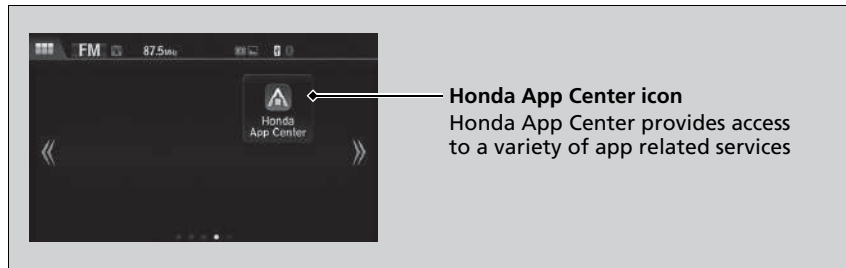 FM
87.5MHz
Honda
App Center
Honda App Center icon
Honda App Center provides access
to a variety of app related services